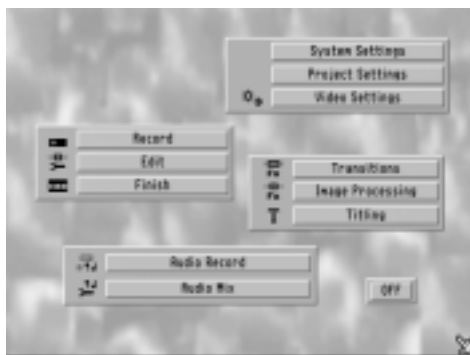 System Settings
Project Settings
Video Settings
Record
Edit
Finish
Transitions
Image Processing
Titling
Audio Record
Audio Mix
OFF